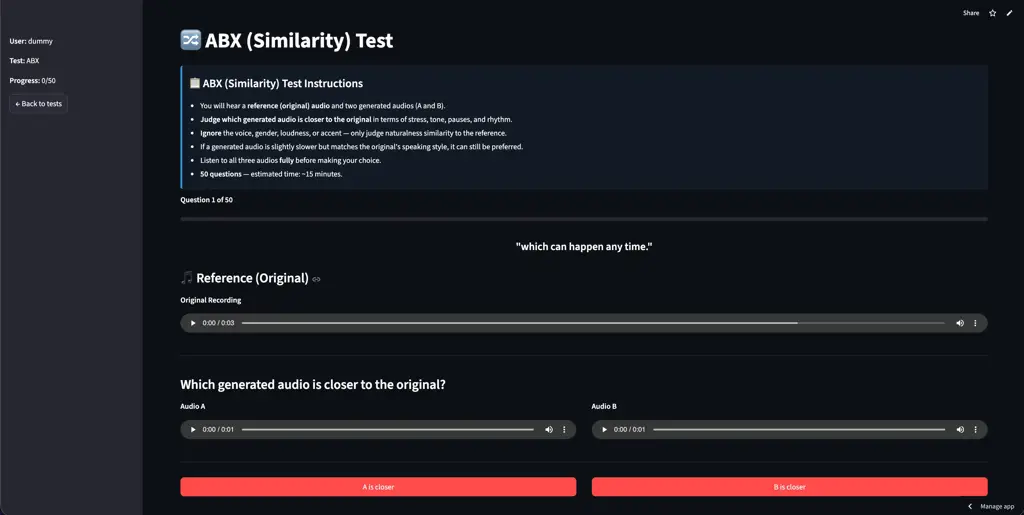 Share
User: dummy
Test: ABX
Progress: 0/50
← Back to tests
ABX (Similarity) Test
ABX (Similarity) Test Instructions
• You will hear a reference (original) audio and two generated audios (A and B).
• Judge which generated audio is closer to the original in terms of stress, tone, pauses, and rhythm.
• Ignore the voice, gender, loudness, or accent — only judge naturalness similarity to the reference.
• If a generated audio is slightly slower but matches the original's speaking style, it can still be preferred.
• Listen to all three audios fully before making your choice.
• 50 questions — estimated time: ~15 minutes.
Question 1 of 50
"which can happen any time."
Reference (Original)
Original Recording
0:00 / 0:03
Which generated audio is closer to the original?
Audio A
0:00 / 0:01
Audio B
0:00 / 0:01
A is closer
B is closer
Manage app